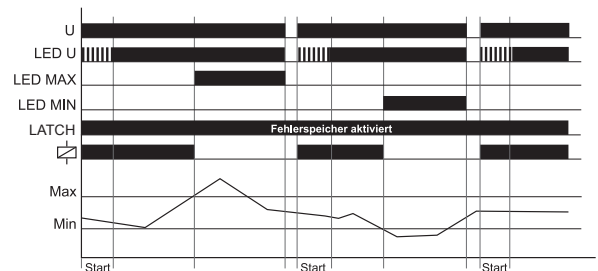 U
LED U
LED MAX
LED MIN
LATCH
Fehlerspeicher aktiviert
Max
Min
Start
Start
Start